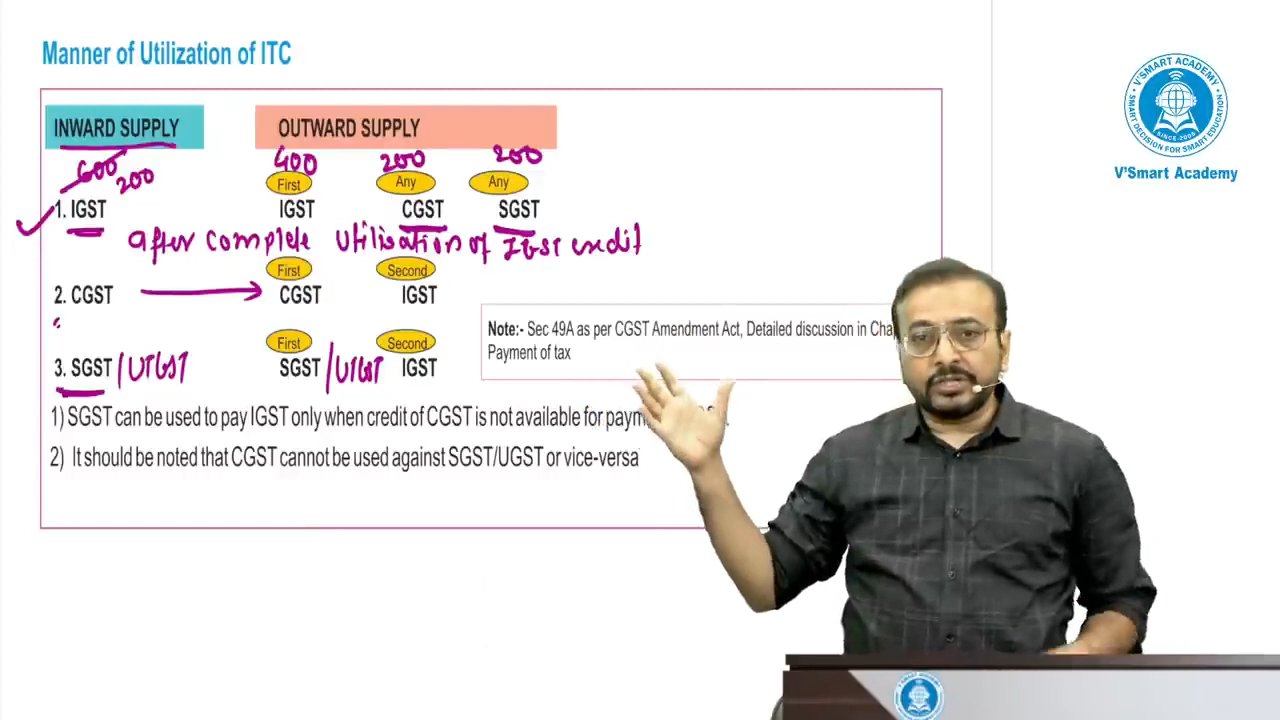 Manner of Utilization of ITC
INWARD SUPPLY OUTWARD SUPPLY
600 200 400 200 200
First Any Any
1. IGST IGST CGST SGST
After complete utilisation of IGST credit
First Second
2. CGST CGST IGST
Note:- Sec 49A as per CGST Amendment Act, Detailed discussion in
Payment of tax
First Second
3. SGST /UTGST SGST /UTGST IGST
1) SGST can be used to pay IGST only when credit of CGST is not available for
2) It should be noted that CGST cannot be used against SGST/UGST or vice-versa
V'SMART ACADEMY
SMART DECISION FOR SMART EDUCATION
SINCE-2006
V'Smart Academy